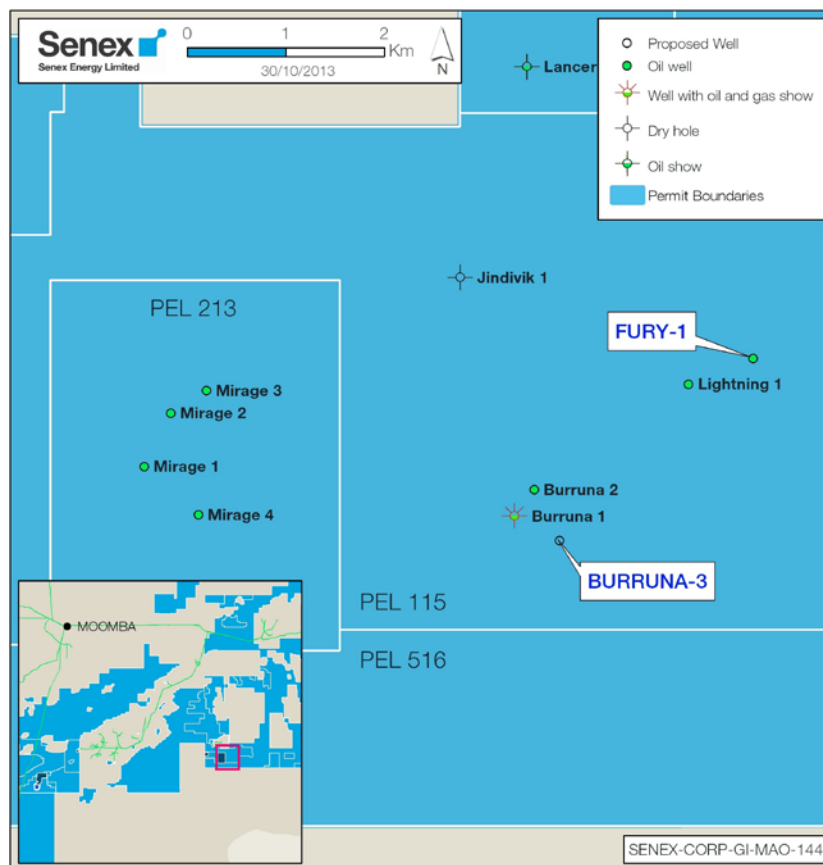 Senex
Senex Energy Limited
0 1 2
Km
30/10/2013
N
Proposed Well
Oil well
Well with oil and gas show
Dry hole
Oil show
Permit Boundaries
Lancer
Jindivik 1
PEL 213
FURY-1
Lightning 1
Mirage 3
Mirage 2
Mirage 1
Mirage 4
Burruna 2
Burruna 1
BURRUNA-3
PEL 115
PEL 516
MOOMBA
SENEX-CORP-GI-MAO-144